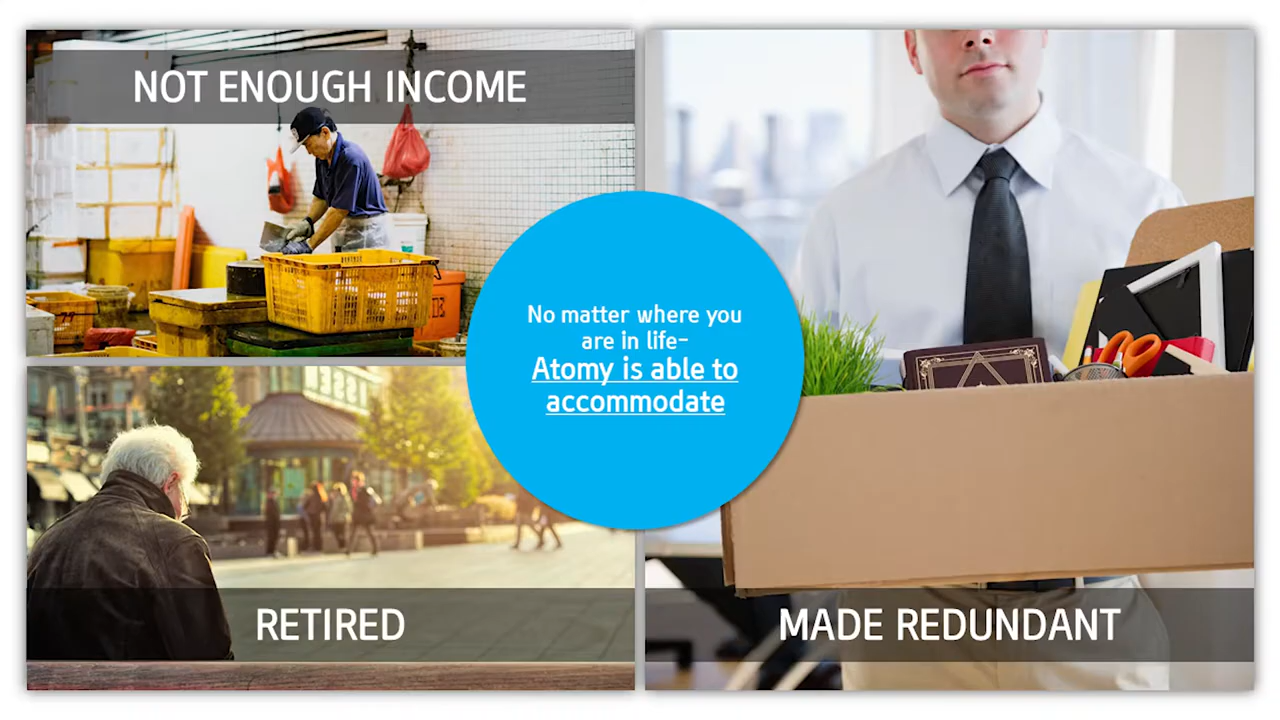 NOT ENOUGH INCOME
No matter where you
are in life-
Atomy is able to
accommodate
RETIRED
MADE REDUNDANT